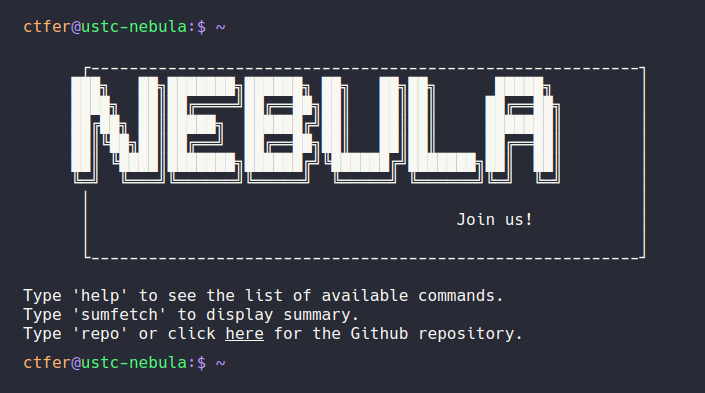 ctfer@ustc-nebula:$ ~
NEBULA
Join us!
Type 'help' to see the list of available commands.
Type 'sumfetch' to display summary.
Type 'repo' or click here for the Github repository.
ctfer@ustc-nebula:$ ~